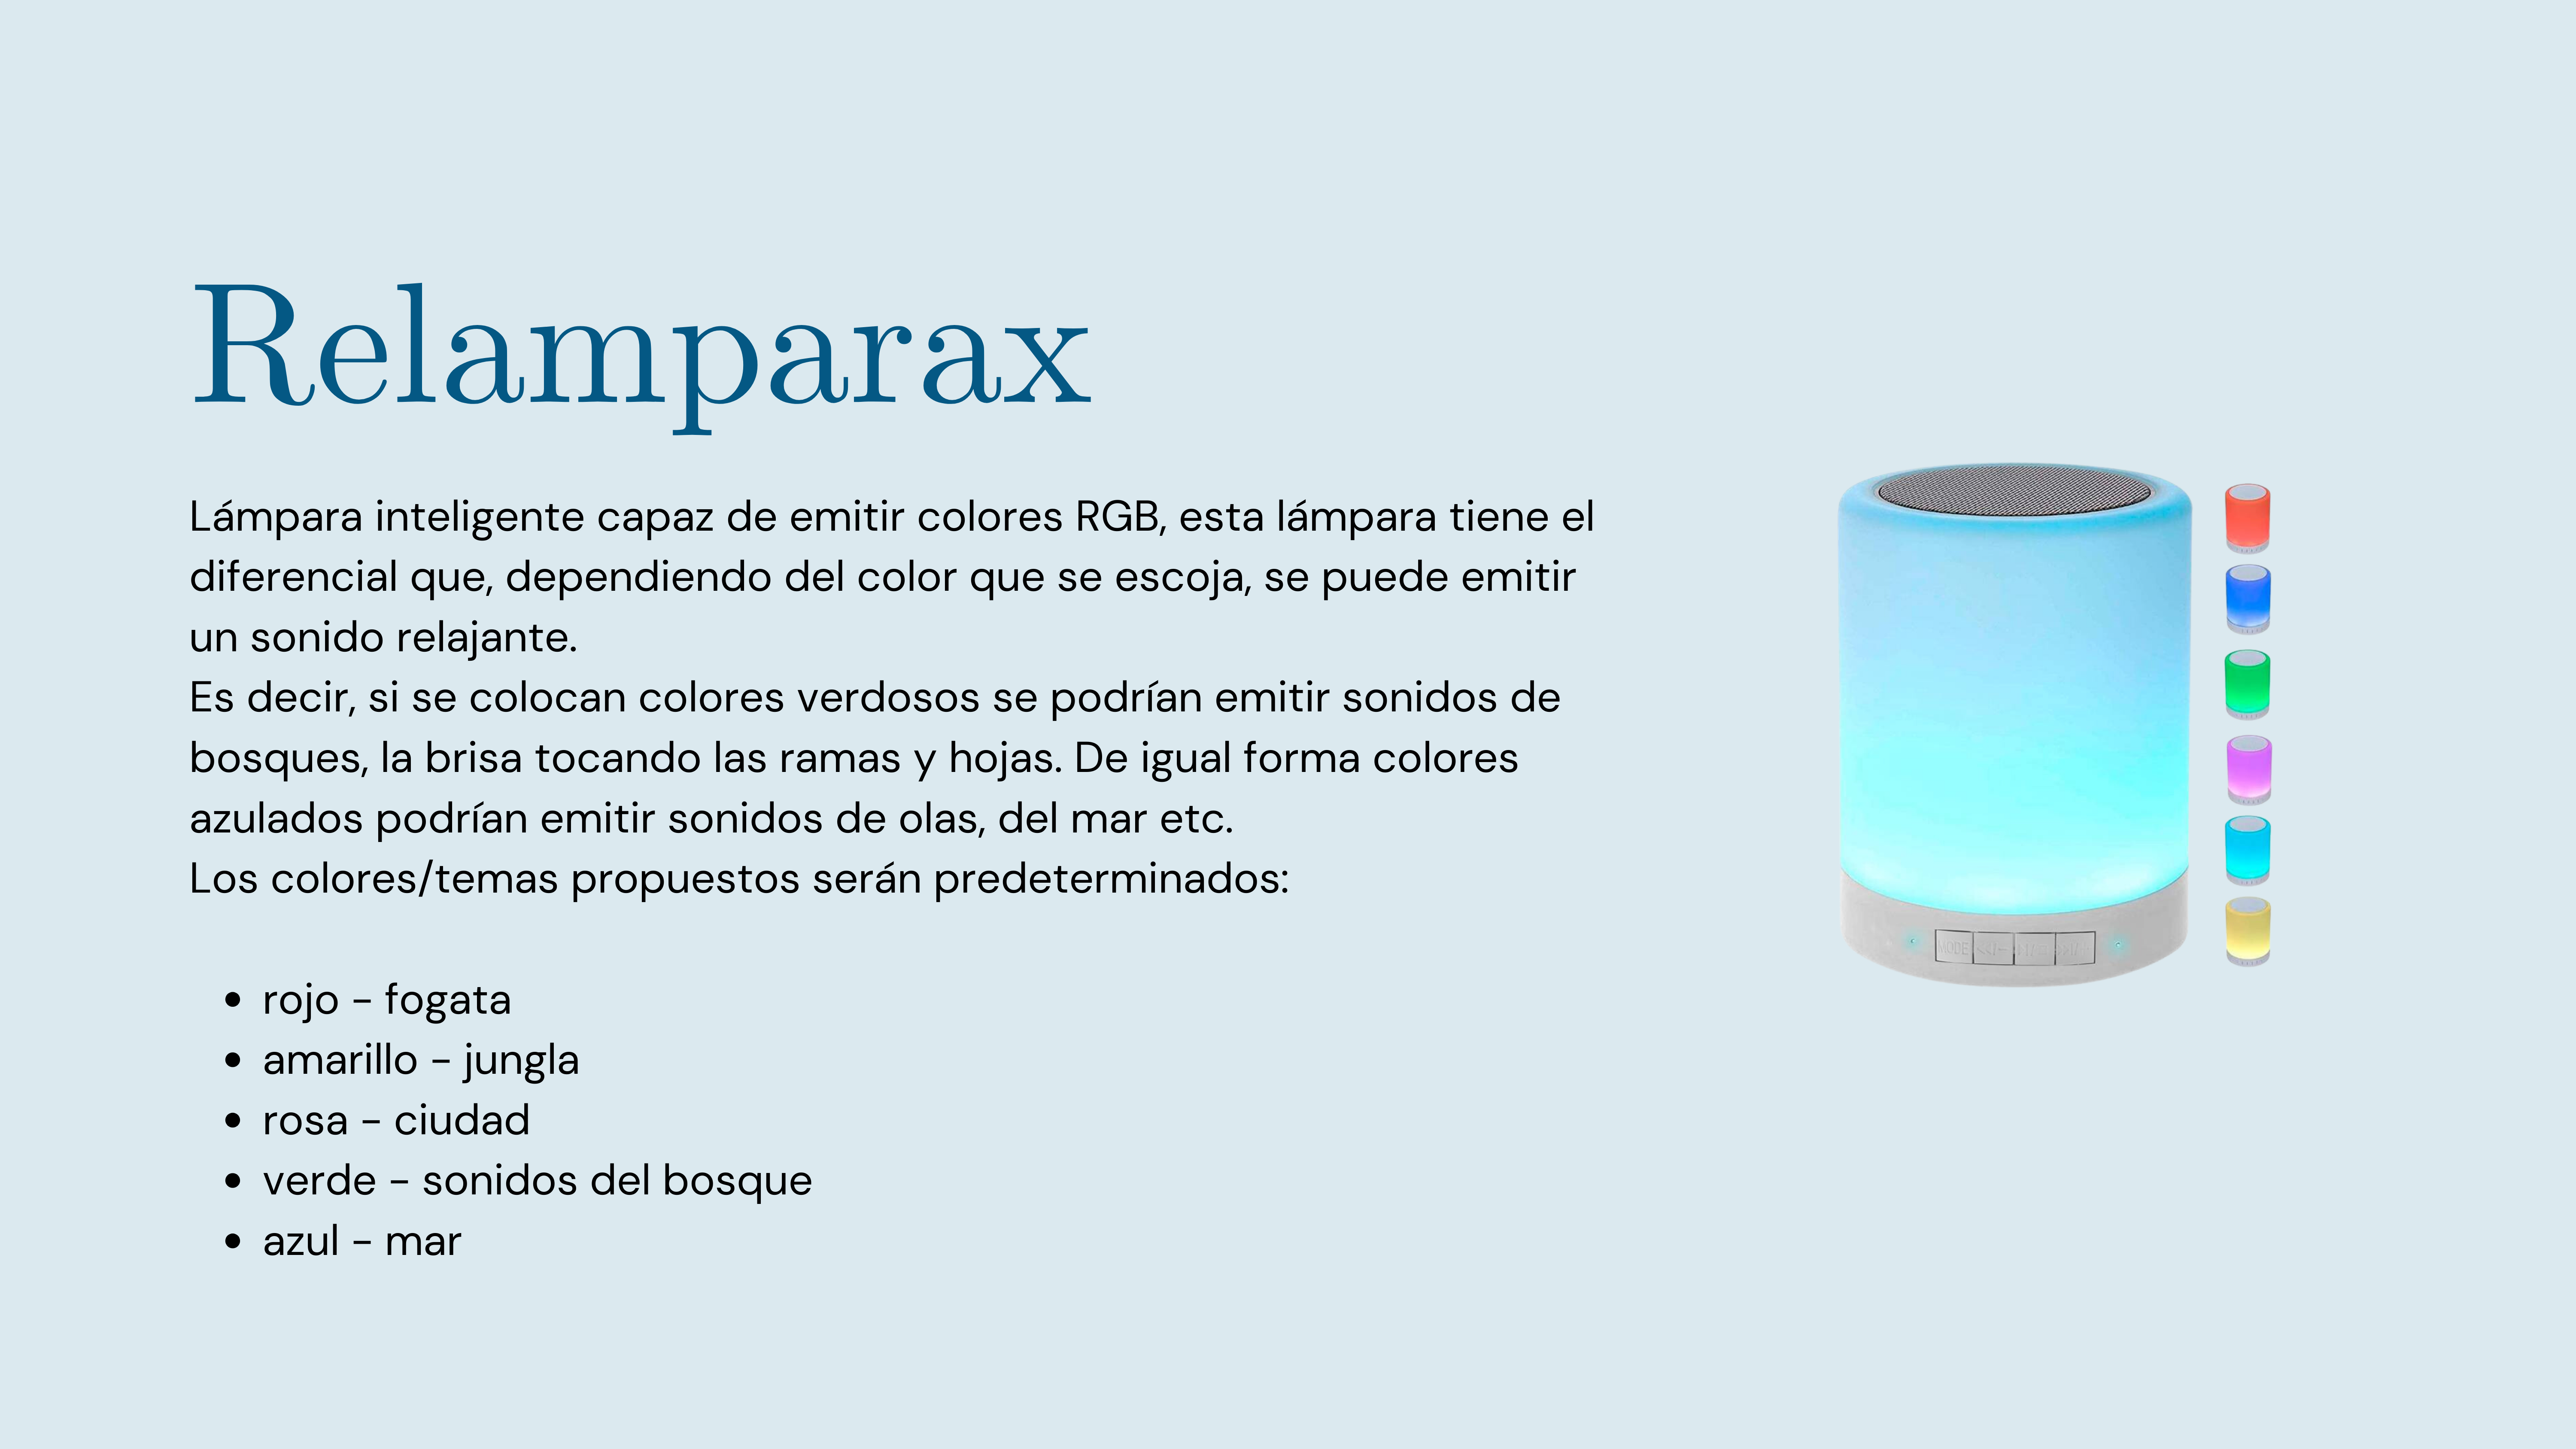 Relamparax
Lámpara inteligente capaz de emitir colores RGB, esta lámpara tiene el
diferencial que, dependiendo del color que se escoja, se puede emitir
un sonido relajante.
Es decir, si se colocan colores verdosos se podrían emitir sonidos de
bosques, la brisa tocando las ramas y hojas. De igual forma colores
azulados podrían emitir sonidos de olas, del mar etc.
Los colores/temas propuestos serán predeterminados:
• rojo - fogata
• amarillo - jungla
• rosa - ciudad
• verde - sonidos del bosque
• azul - mar
MODE